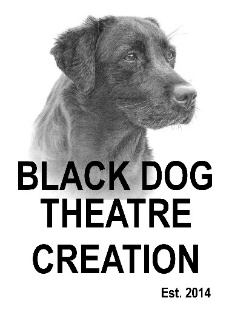 BLACK DOG
THEATRE
CREATION
Est. 2014